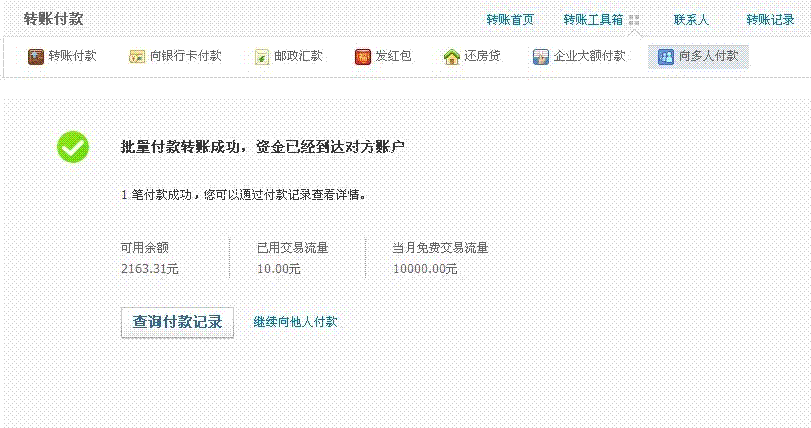 转账付款 转账首页 转账工具箱 联系人 转账记录
转账付款 向银行卡付款 邮政汇款 发红包 还房贷 企业大额付款 向多人付款
批量付款转账成功，资金已经到达对方账户
1 笔付款成功，您可以通过付款记录查看详情。
可用余额 已用交易流量 当月免费交易流量
2163.31元 10.00元 10000.00元
查询付款记录 继续向他人付款